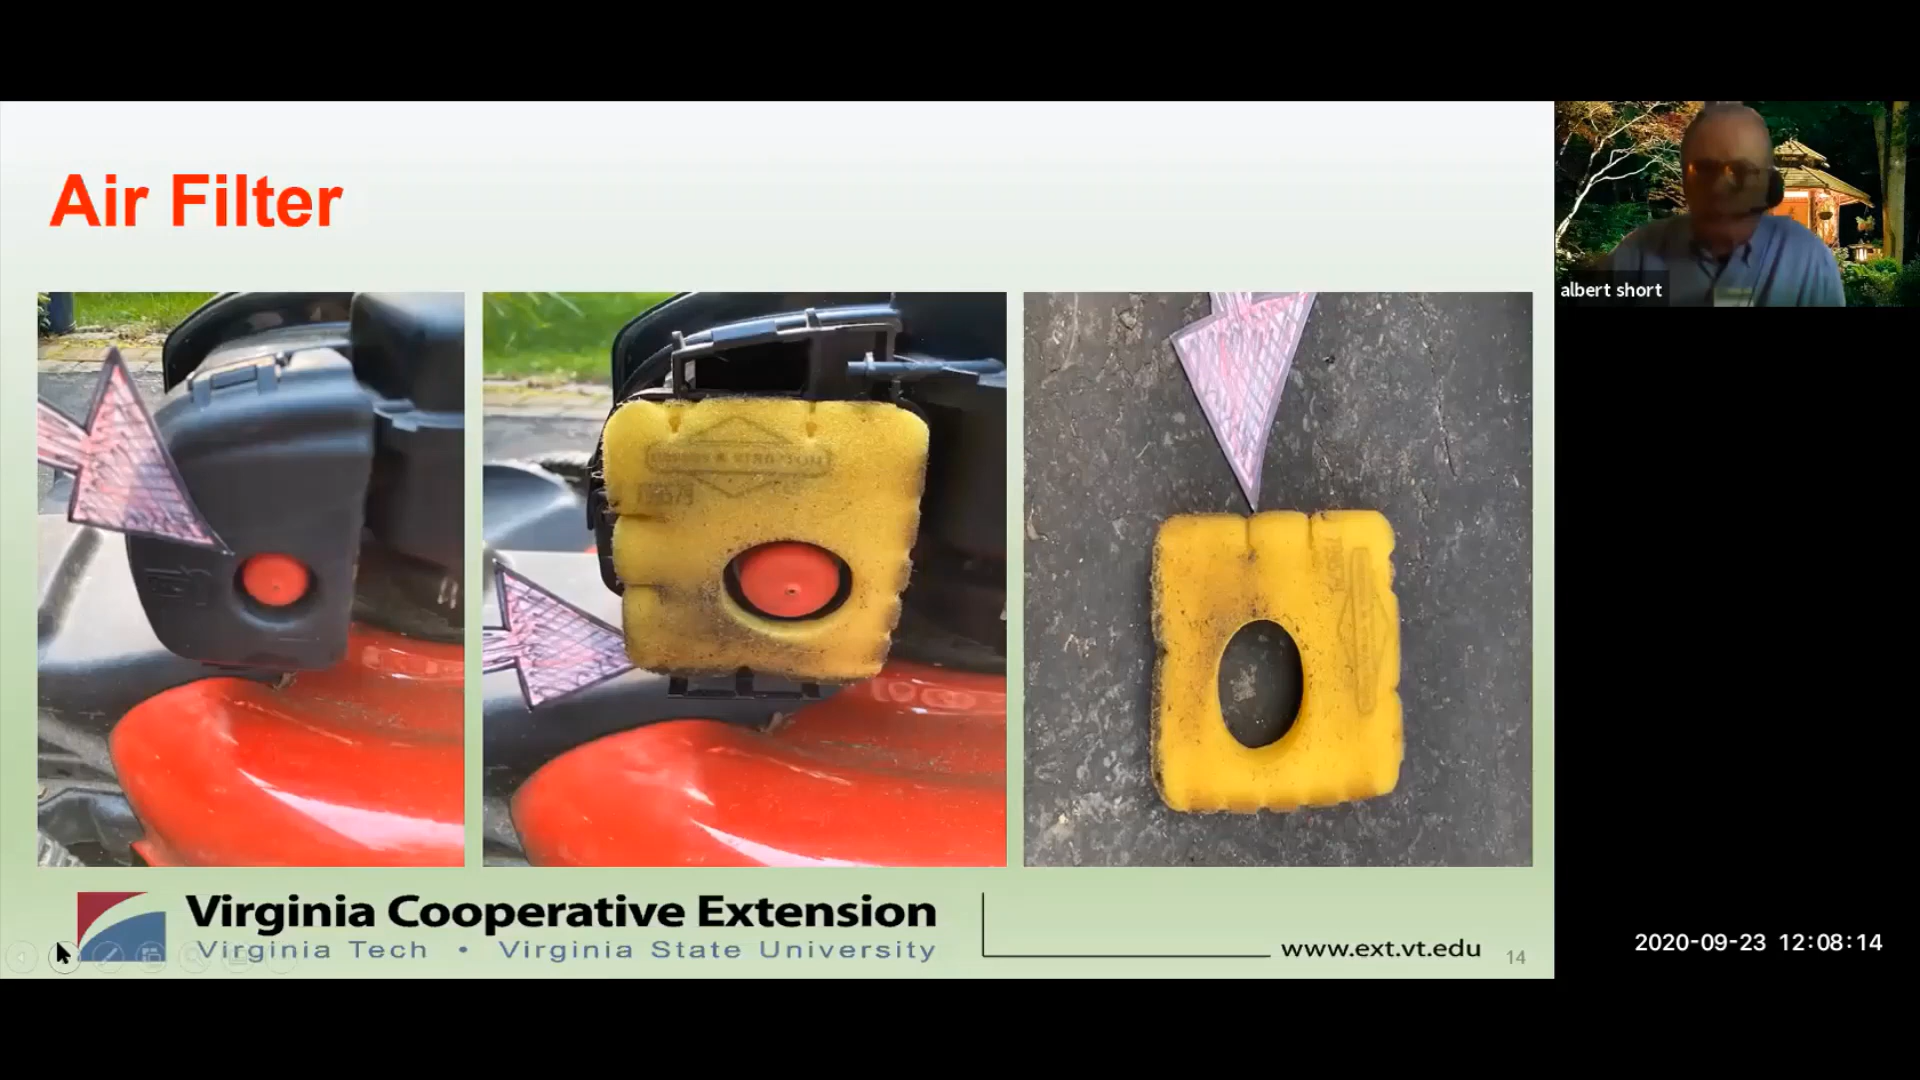 Air Filter
albert short
Virginia Cooperative Extension
Virginia Tech • Virginia State University
www.ext.vt.edu
14
2020-09-23 12:08:14